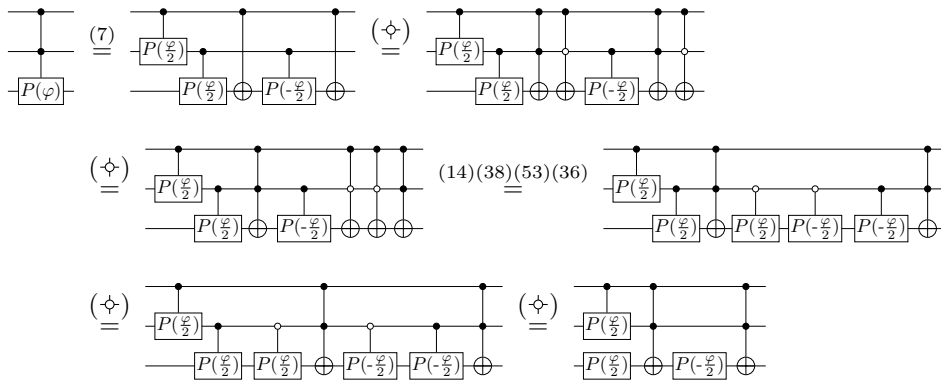 (7) (-◇-)
P(φ/2) = P(φ/2) =
P(φ) P(φ/2) P(-φ/2) P(φ/2) P(-φ/2)
(-◇-) (14)(38)(53)(36)
= P(φ/2) = P(φ/2)
P(φ/2) P(-φ/2) P(φ/2) P(φ/2) P(-φ/2) P(-φ/2)
(-◇-) (-◇-)
= P(φ/2) = P(φ/2)
P(φ/2) P(φ/2) P(-φ/2) P(-φ/2) P(φ/2) P(-φ/2)